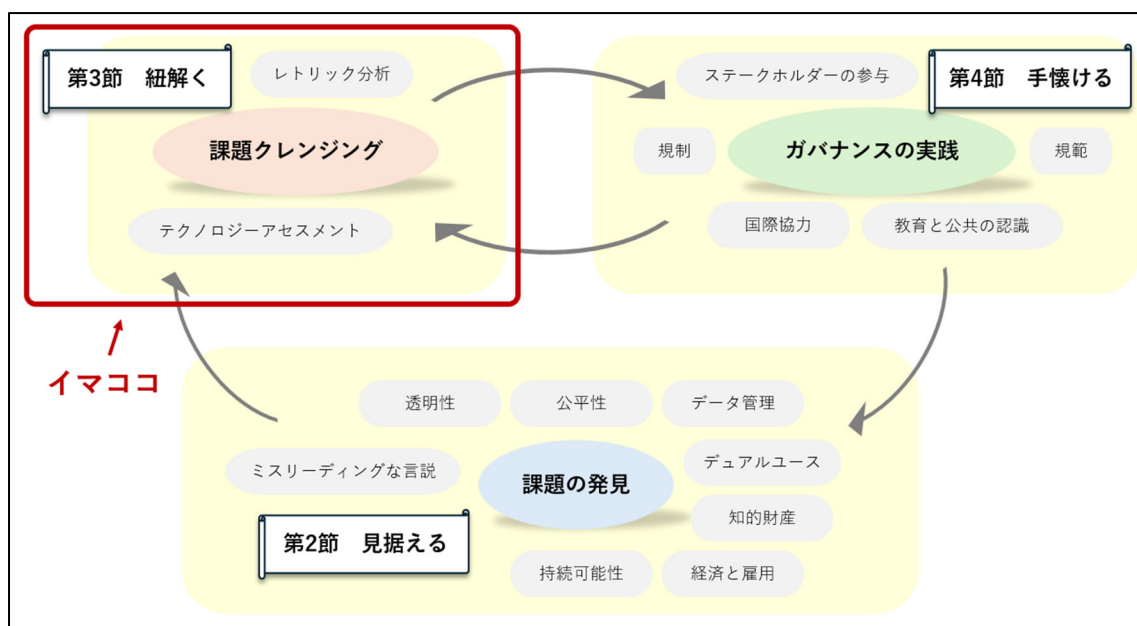 第3節　紐解く
レトリック分析
課題クレンジング
テクノロジーアセスメント
イマココ
ステークホルダーの参与
第4節　手懐ける
規制
ガバナンスの実践
規範
国際協力
教育と公共の認識
透明性
公平性
データ管理
ミスリーディングな言説
課題の発見
デュアルユース
知的財産
第2節　見据える
持続可能性
経済と雇用